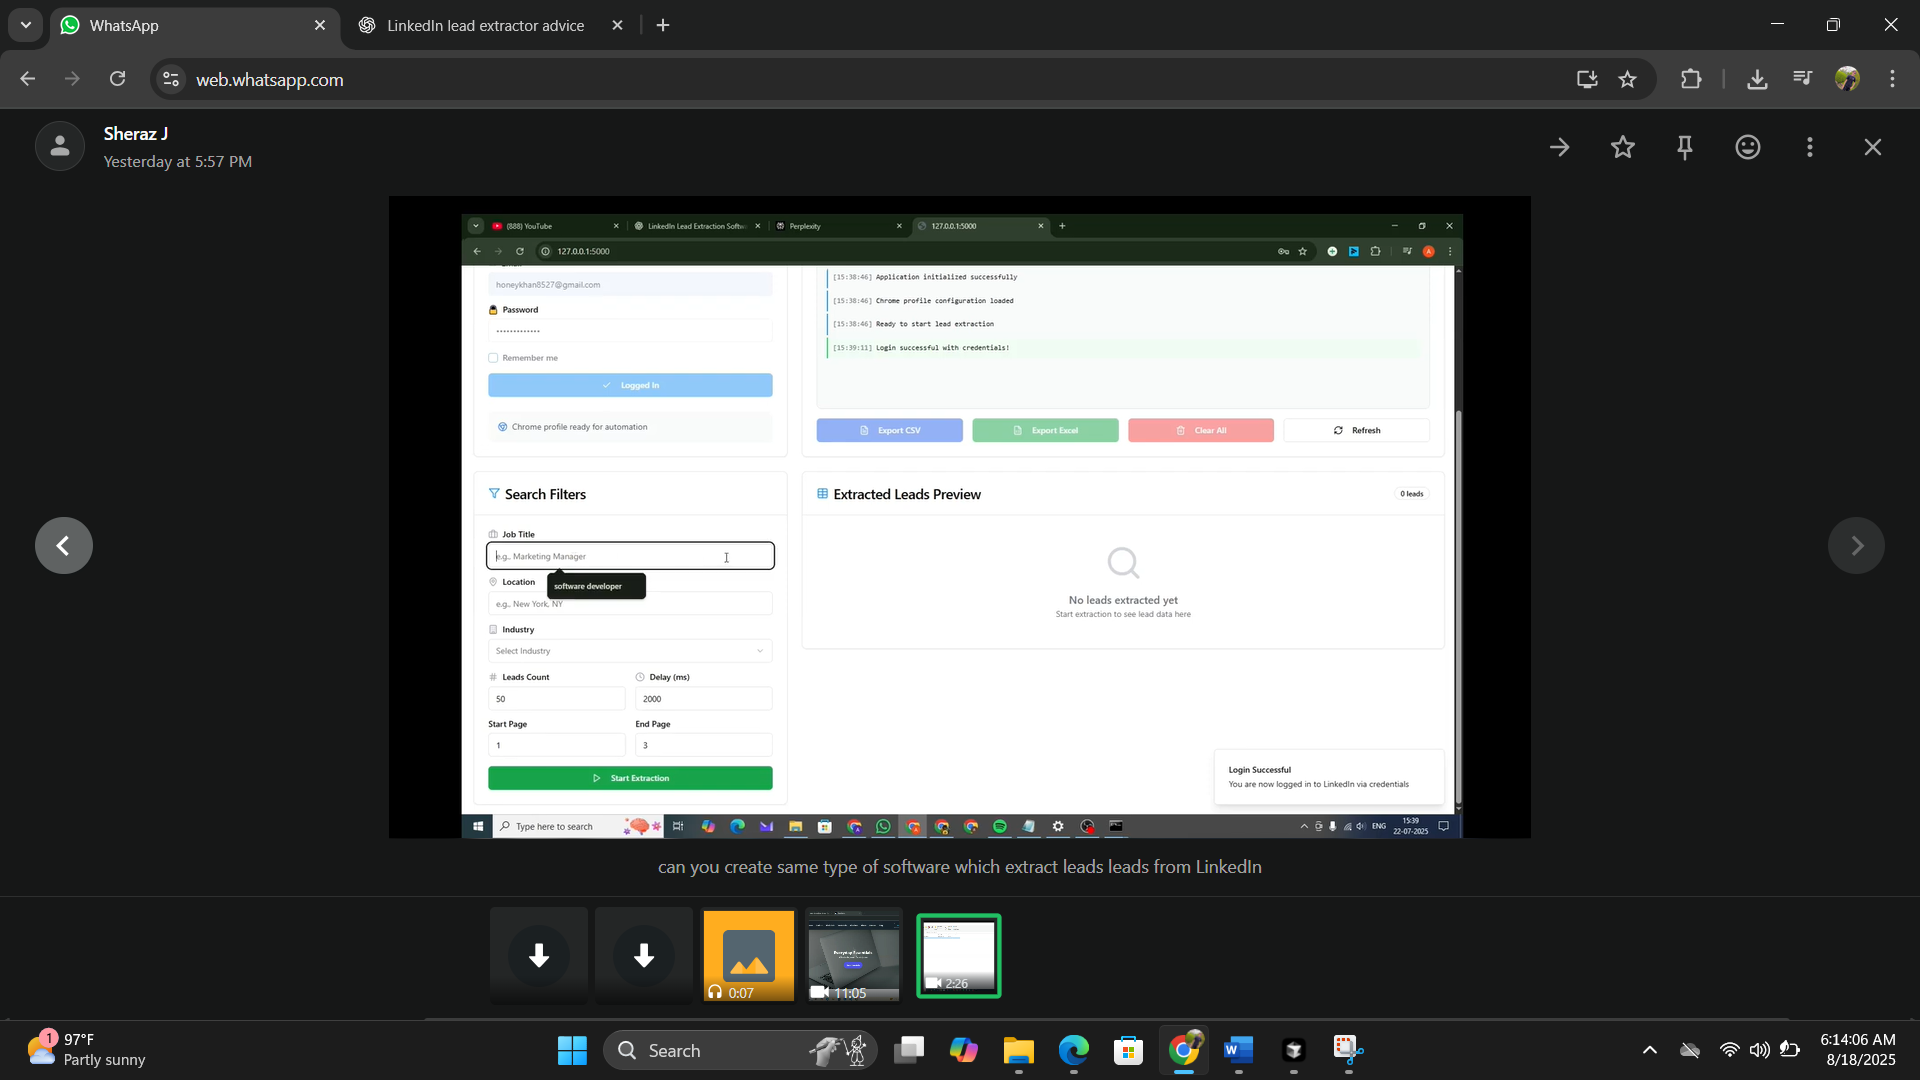 WhatsApp
LinkedIn lead extractor advice
web.whatsapp.com
Sheraz J
Yesterday at 5:57 PM
(888) YouTube
LinkedIn Lead Extraction Softw
Perplexity
127.0.0.1:5000
127.0.0.1:5000
honeykhan8527@gmail.com
Password
•••••••••••••
Remember me
Logged In
Chrome profile ready for automation
[15:38:46] Application initialized successfully
[15:38:46] Chrome profile configuration loaded
[15:38:46] Ready to start lead extraction
[15:39:11] Login successful with credentials!
Export CSV
Export Excel
Clear All
Refresh
Search Filters
Job Title
e.g., Marketing Manager
software developer
Location
e.g., New York, NY
Industry
Select Industry
Leads Count
Delay (ms)
50
2000
Start Page
End Page
1
3
Start Extraction
Extracted Leads Preview
0 leads
No leads extracted yet
Start extraction to see lead data here
Login Successful
You are now logged in to LinkedIn via credentials
Type here to search
ENG
15:39
22-07-2025
can you create same type of software which extract leads leads from LinkedIn
0:07
Everyday Essentials
11:05
2:26
1
97°F
Partly sunny
Search
6:14:06 AM
8/18/2025